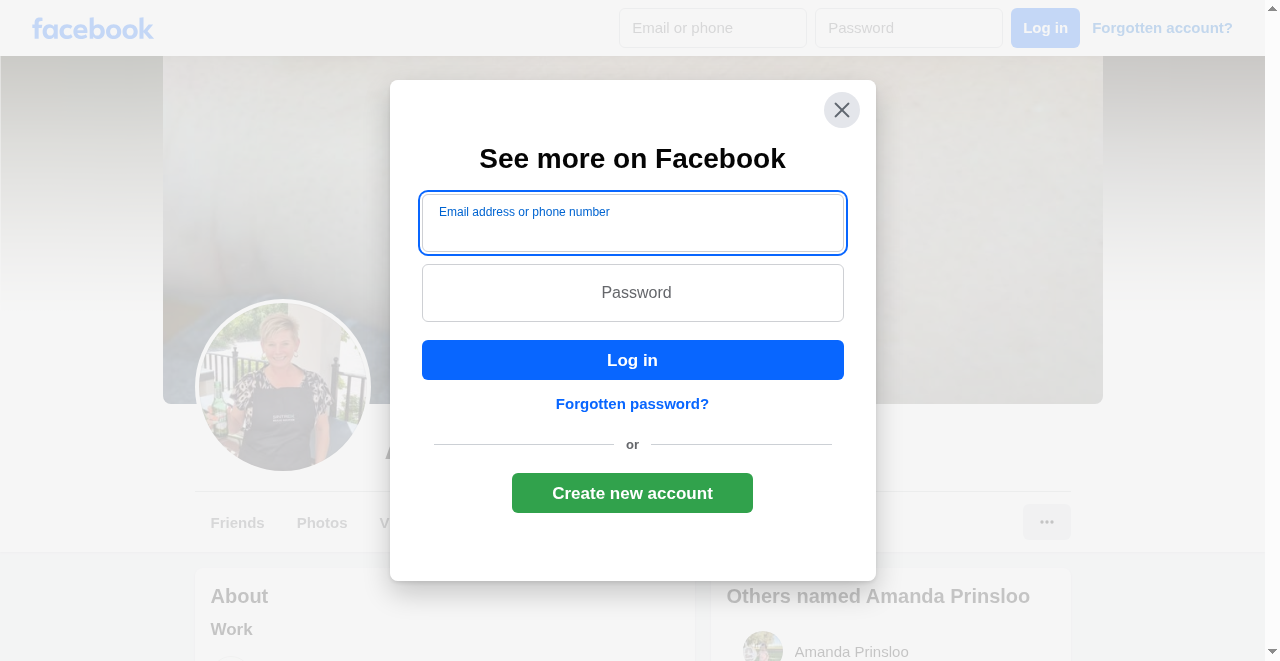 facebook
Email or phone
Password
Log in
Forgotten account?
See more on Facebook
Email address or phone number
Password
Log in
Forgotten password?
or
Create new account
Friends
Photos
About
Others named Amanda Prinsloo
Work
Amanda Prinsloo